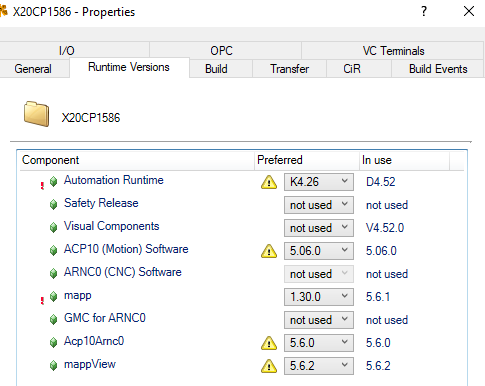 X20CP1586 - Properties
?
I/O OPC VC Terminals
General Runtime Versions Build Transfer CiR Build Events
X20CP1586
Component Preferred In use
Automation Runtime K4.26 D4.52
Safety Release not used not used
Visual Components not used V4.52.0
ACP10 (Motion) Software 5.06.0 5.06.0
ARNC0 (CNC) Software not used not used
mapp 1.30.0 5.6.1
GMC for ARNC0 not used not used
Acp10Arnc0 5.6.0 5.6.0
mappView 5.6.2 5.6.2